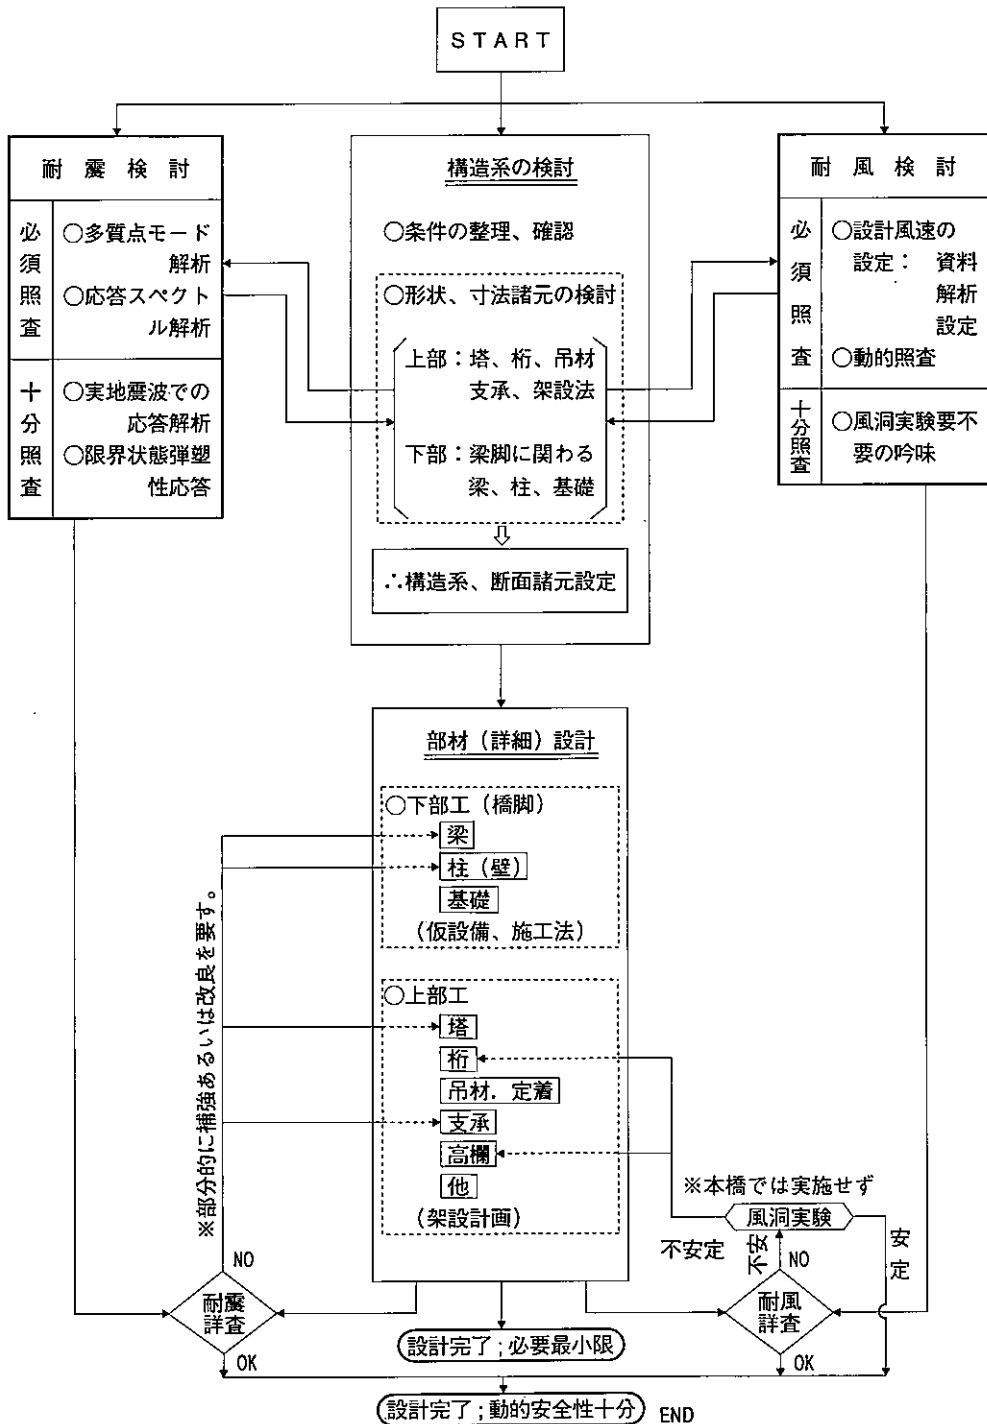 START
耐震検討
必須照査
○多質点モード
解析
○応答スペクト
ル解析
十分照査
○実地震波での
応答解析
○限界状態弾塑
性応答
構造系の検討
○条件の整理、確認
○形状、寸法諸元の検討
上部：塔、桁、吊材
支承、架設法
下部：梁脚に関わる
梁、柱、基礎
∴構造系、断面諸元設定
耐風検討
必須照査
○設計風速の
設定： 資料
解析
設定
○動的照査
十分照査
○風洞実験要不
要の吟味
部材（詳細）設計
○下部工（橋脚）
梁
柱（壁）
基礎
（仮設備、施工法）
○上部工
塔
桁
吊材．定着
支承
高欄
他
（架設計画）
※部分的に補強あるいは改良を要す。
NO
耐震
詳査
OK
※本橋では実施せず
風洞実験
不安定
不安
NO
安定
耐風
詳査
OK
設計完了；必要最小限
設計完了；動的安全性十分 END